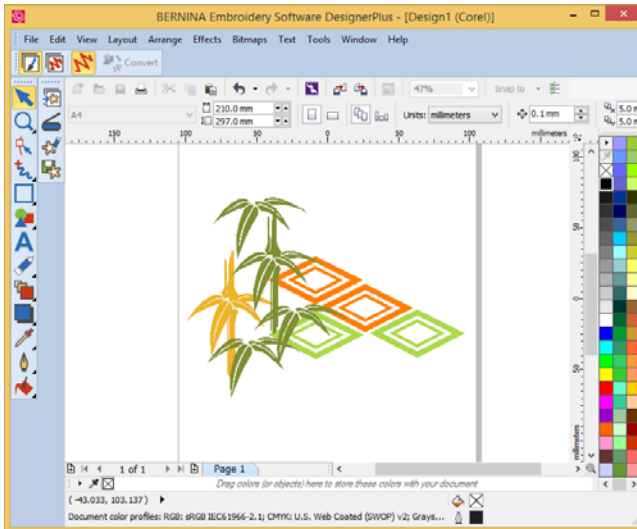 BERNINA Embroidery Software DesignerPlus - [Design1 (Corel)]
File Edit View Layout Arrange Effects Bitmaps Text Tools Window Help
Convert
47% Snap to
A4 210.0 mm 297.0 mm Units: millimeters 0.1 mm 5.0 m 5.0 m
150 100 50 0 50 100 millimeters
100
50
0
50
millimeters
1 of 1 Page 1
Drag colors (or objects) here to store these colors with your document
(-43.033, 103.137)
Document color profiles: RGB: sRGB IEC61966-2.1; CMYK: U.S. Web Coated (SWOP) v2; Grays...